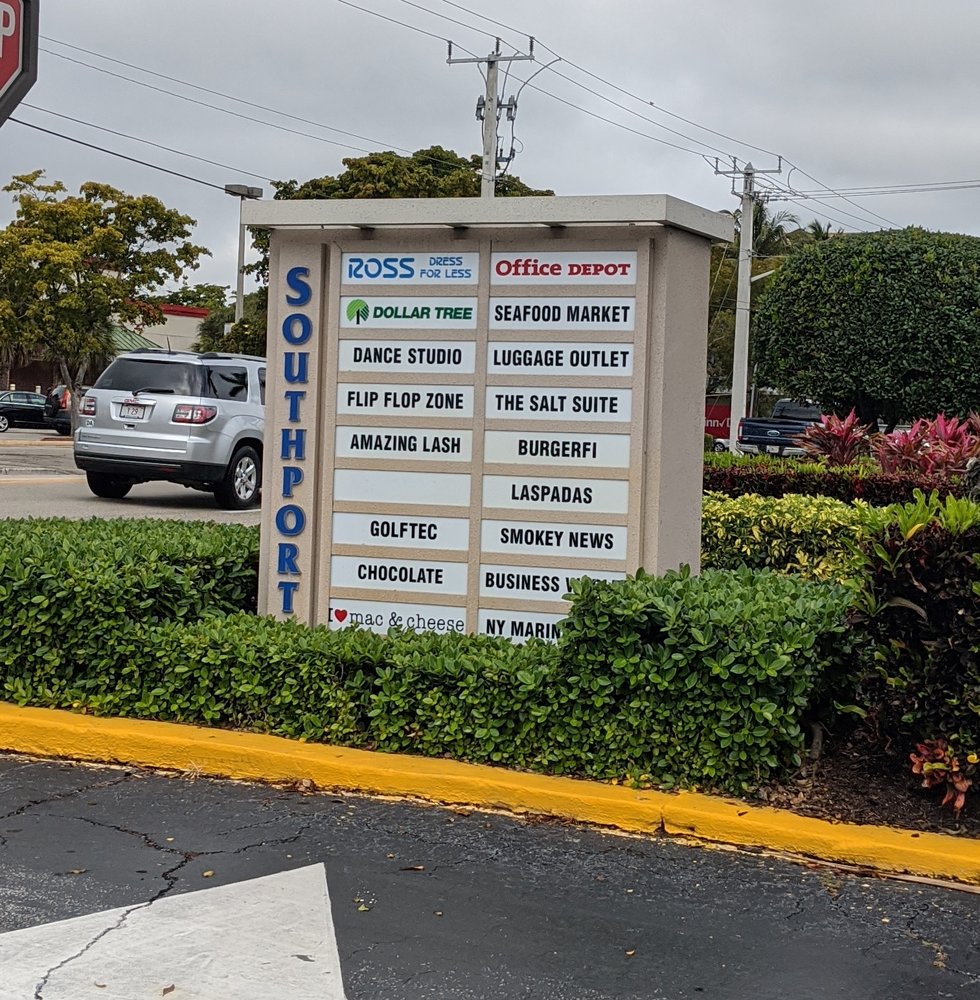 P
SOUTHPORT
ROSS DRESS FOR LESS
Office DEPOT
DOLLAR TREE
SEAFOOD MARKET
DANCE STUDIO
LUGGAGE OUTLET
FLIP FLOP ZONE
THE SALT SUITE
AMAZING LASH
BURGERFI
LASPADAS
GOLFTEC
SMOKEY NEWS
CHOCOLATE
BUSINESS
I ♥ mac & cheese
NY MARIN